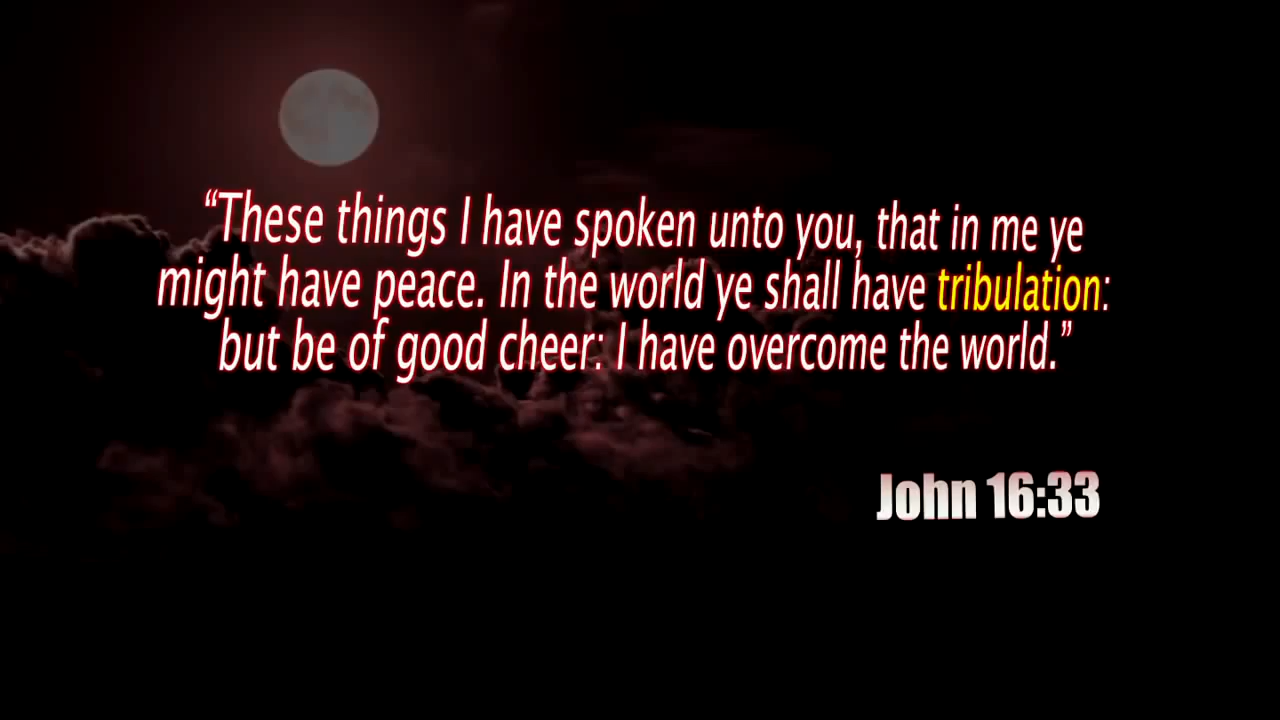 “These things I have spoken unto you, that in me ye
might have peace. In the world ye shall have tribulation:
but be of good cheer: I have overcome the world.”
John 16:33